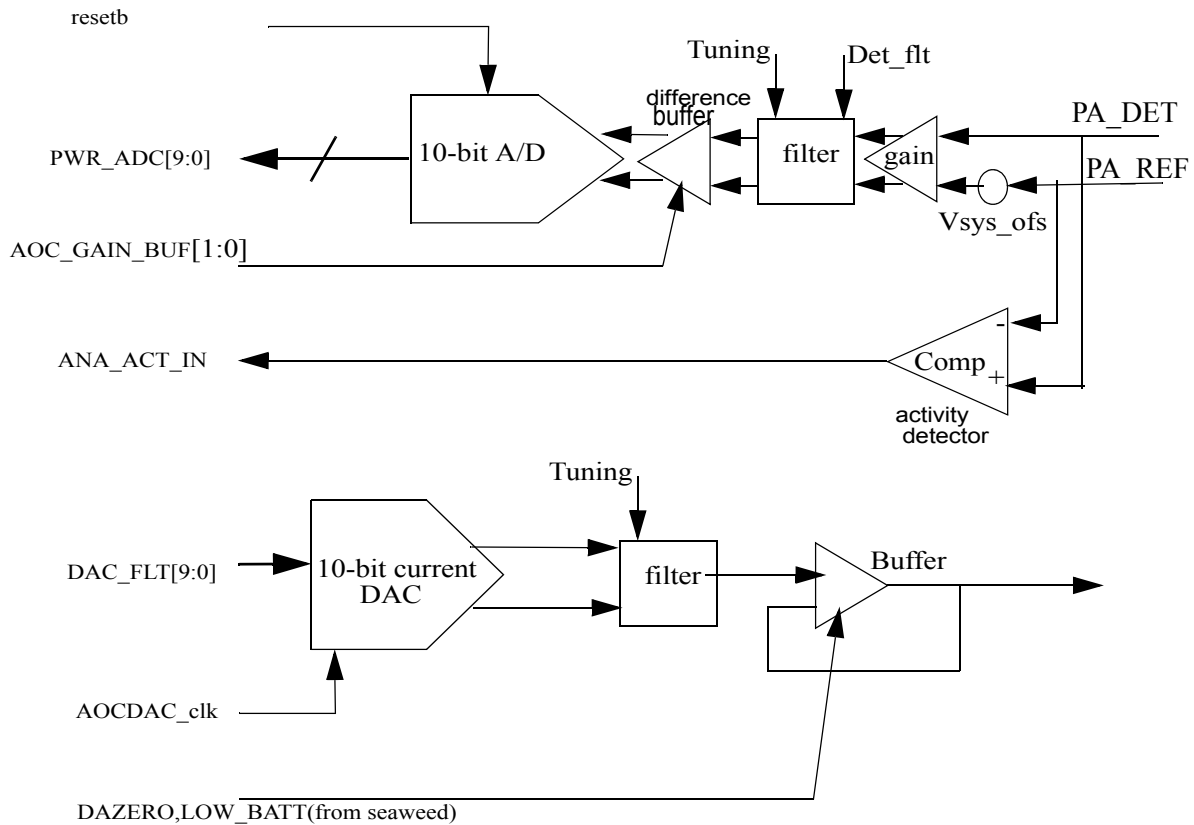 resetb
Tuning
Det_flt
difference
buffer
PA_DET
PWR_ADC[9:0]
10-bit A/D
filter
gain
PA_REF
Vsys_ofs
AOC_GAIN_BUF[1:0]
-
ANA_ACT_IN
Comp
+
activity
detector
Tuning
DAC_FLT[9:0]
10-bit current
DAC
filter
Buffer
AOCDAC_clk
DAZERO,LOW_BATT(from seaweed)